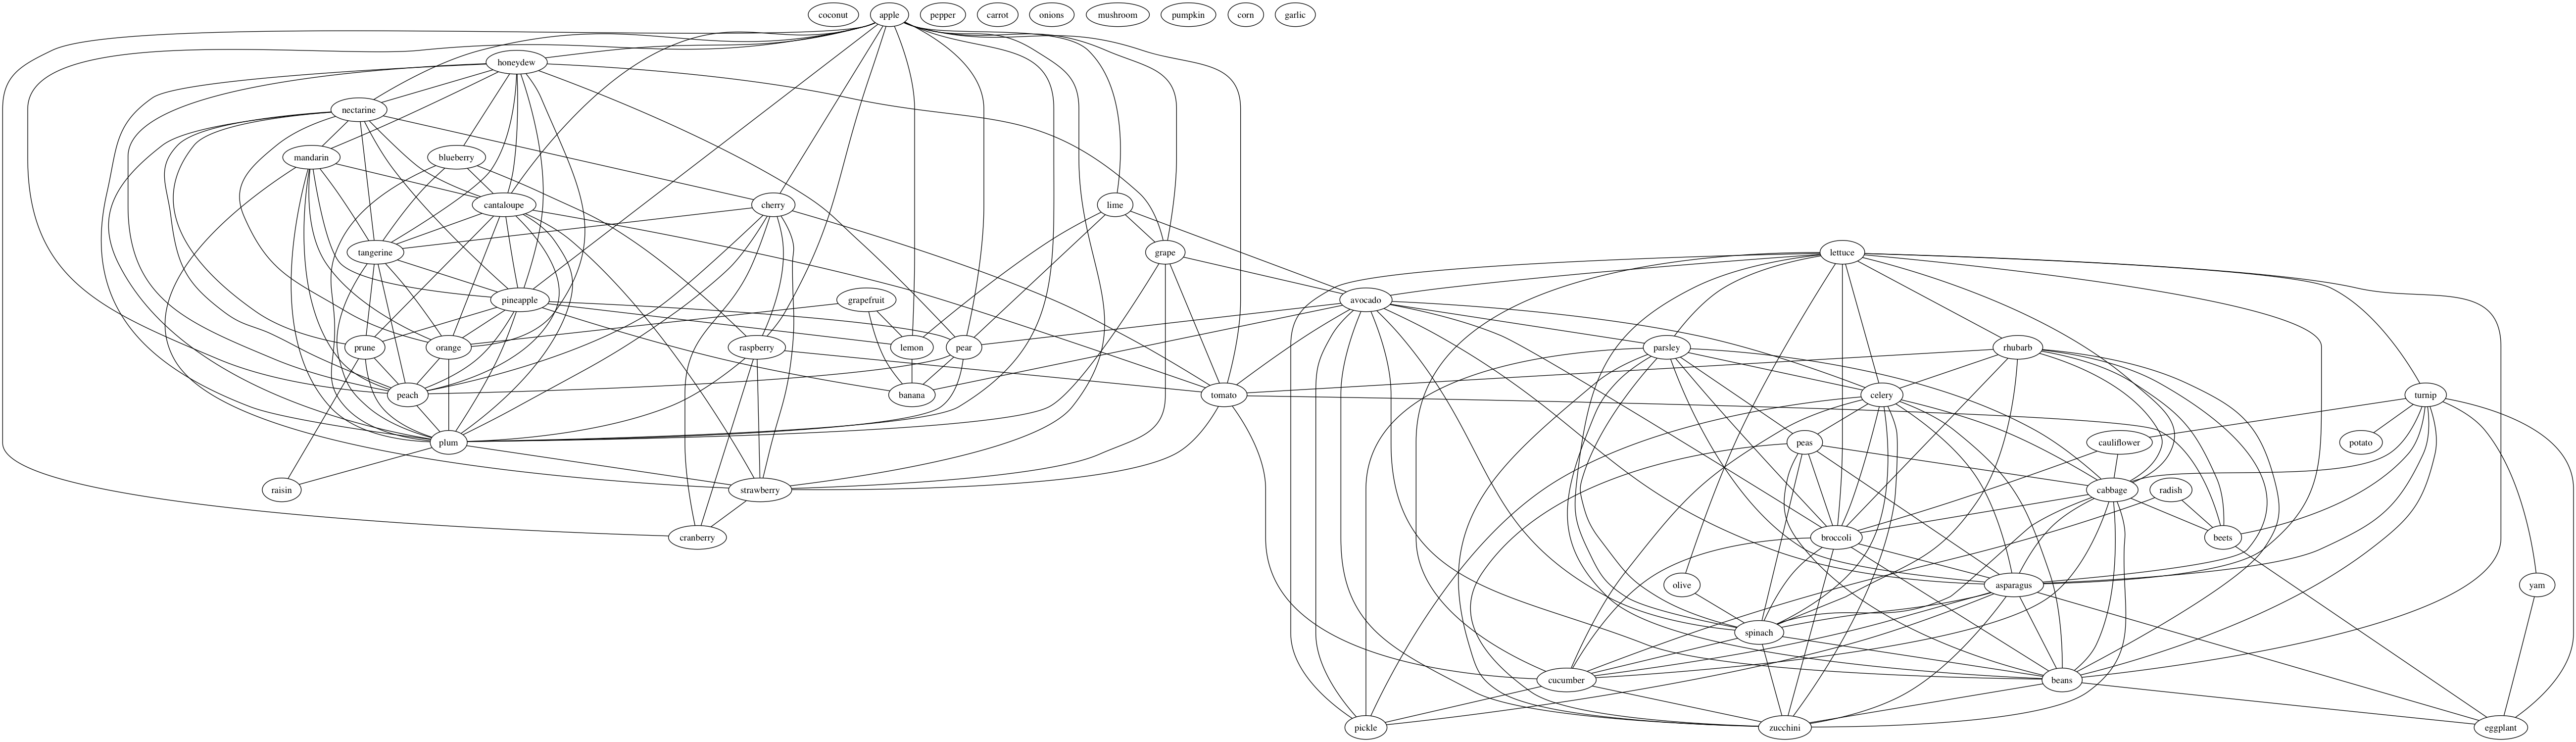 coconut
apple
pepper
carrot
onions
mushroom
pumpkin
corn
garlic
honeydew
nectarine
mandarin
blueberry
cantaloupe
cherry
lime
tangerine
grape
lettuce
pineapple
grapefruit
avocado
prune
orange
raspberry
lemon
pear
parsley
rhubarb
peach
banana
tomato
celery
turnip
plum
peas
cauliflower
potato
raisin
strawberry
cabbage
radish
cranberry
broccoli
beets
olive
asparagus
yam
spinach
cucumber
beans
pickle
zucchini
eggplant